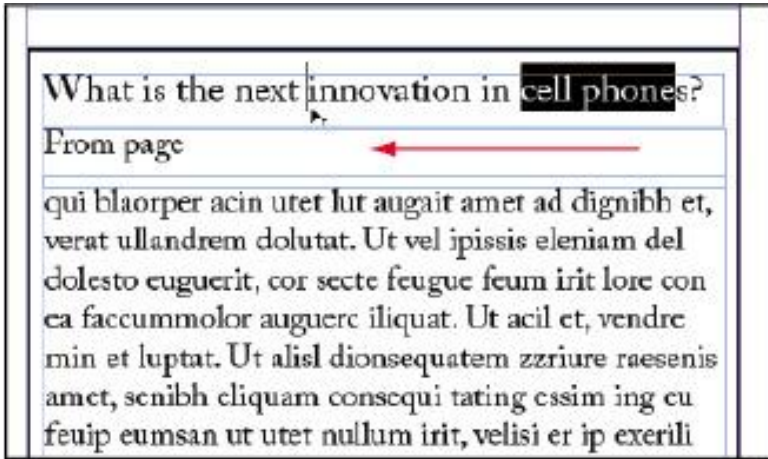 What is the next innovation in cell phones?
From page
qui blaorper acin utet lut augait amet ad dignibh et,
verat ullandrem dolutat. Ut vel ipissis eleniam del
dolesto euguerit, cor secte feugue feum irit lore con
ea faccummolor auguerc iliquat. Ut acil et, vendre
min et luptat. Ut alisl dionsequatem zzriure raesenis
amet, senibh eliquam consequi tating essim ing eu
feuip eumsan ut utet nullum irit, velisi er ip exerili